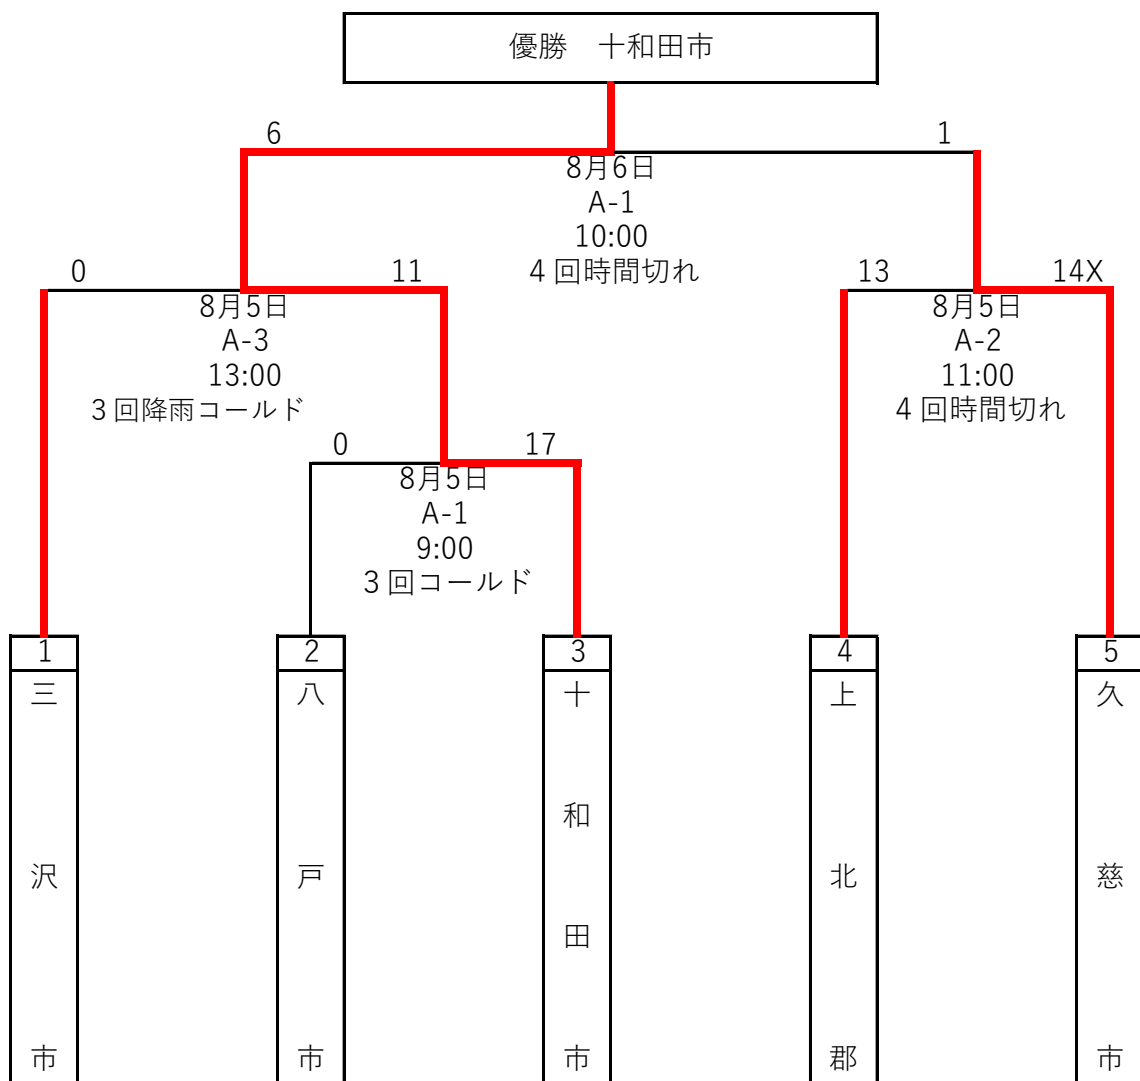 優勝　十和田市
6
1
8月6日
A-1
10:00
4回時間切れ
0
11
8月5日
A-3
13:00
3回降雨コールド
13
14X
8月5日
A-2
11:00
4回時間切れ
0
17
8月5日
A-1
9:00
3回コールド
1
三沢市
2
八戸市
3
十和田市
4
上北郡
5
久慈市